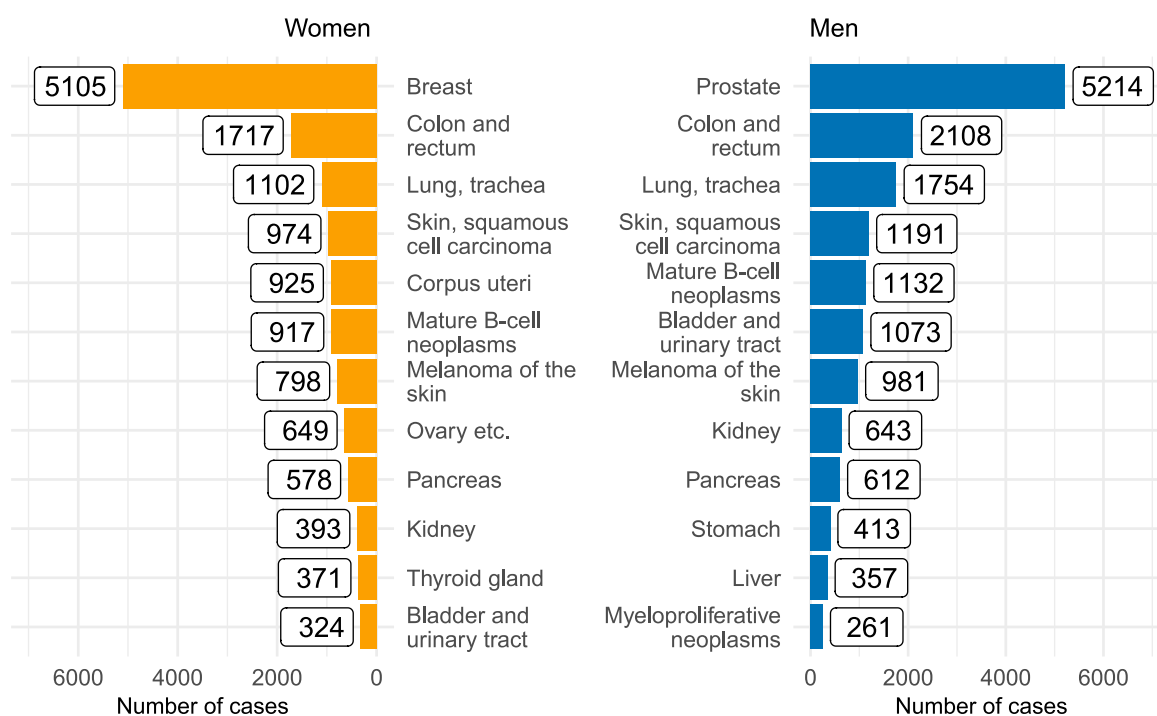 Women
5105
1717
1102
974
925
917
798
649
578
393
371
324
Breast
Colon and
rectum
Lung, trachea
Skin, squamous
cell carcinoma
Corpus uteri
Mature B-cell
neoplasms
Melanoma of the
skin
Ovary etc.
Pancreas
Kidney
Thyroid gland
Bladder and
urinary tract
6000 4000 2000 0
Number of cases
Men
Prostate
Colon and
rectum
Lung, trachea
Skin, squamous
cell carcinoma
Mature B-cell
neoplasms
Bladder and
urinary tract
Melanoma of the
skin
Kidney
Pancreas
Stomach
Liver
Myeloproliferative
neoplasms
5214
2108
1754
1191
1132
1073
981
643
612
413
357
261
0 2000 4000 6000
Number of cases